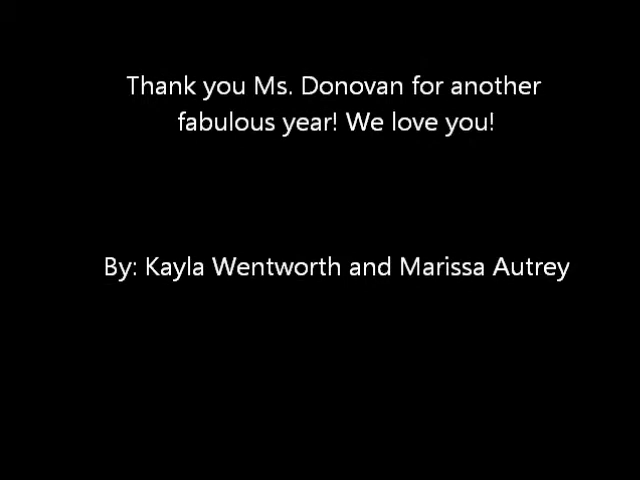 Thank you Ms. Donovan for another
fabulous year! We love you!
By: Kayla Wentworth and Marissa Autrey